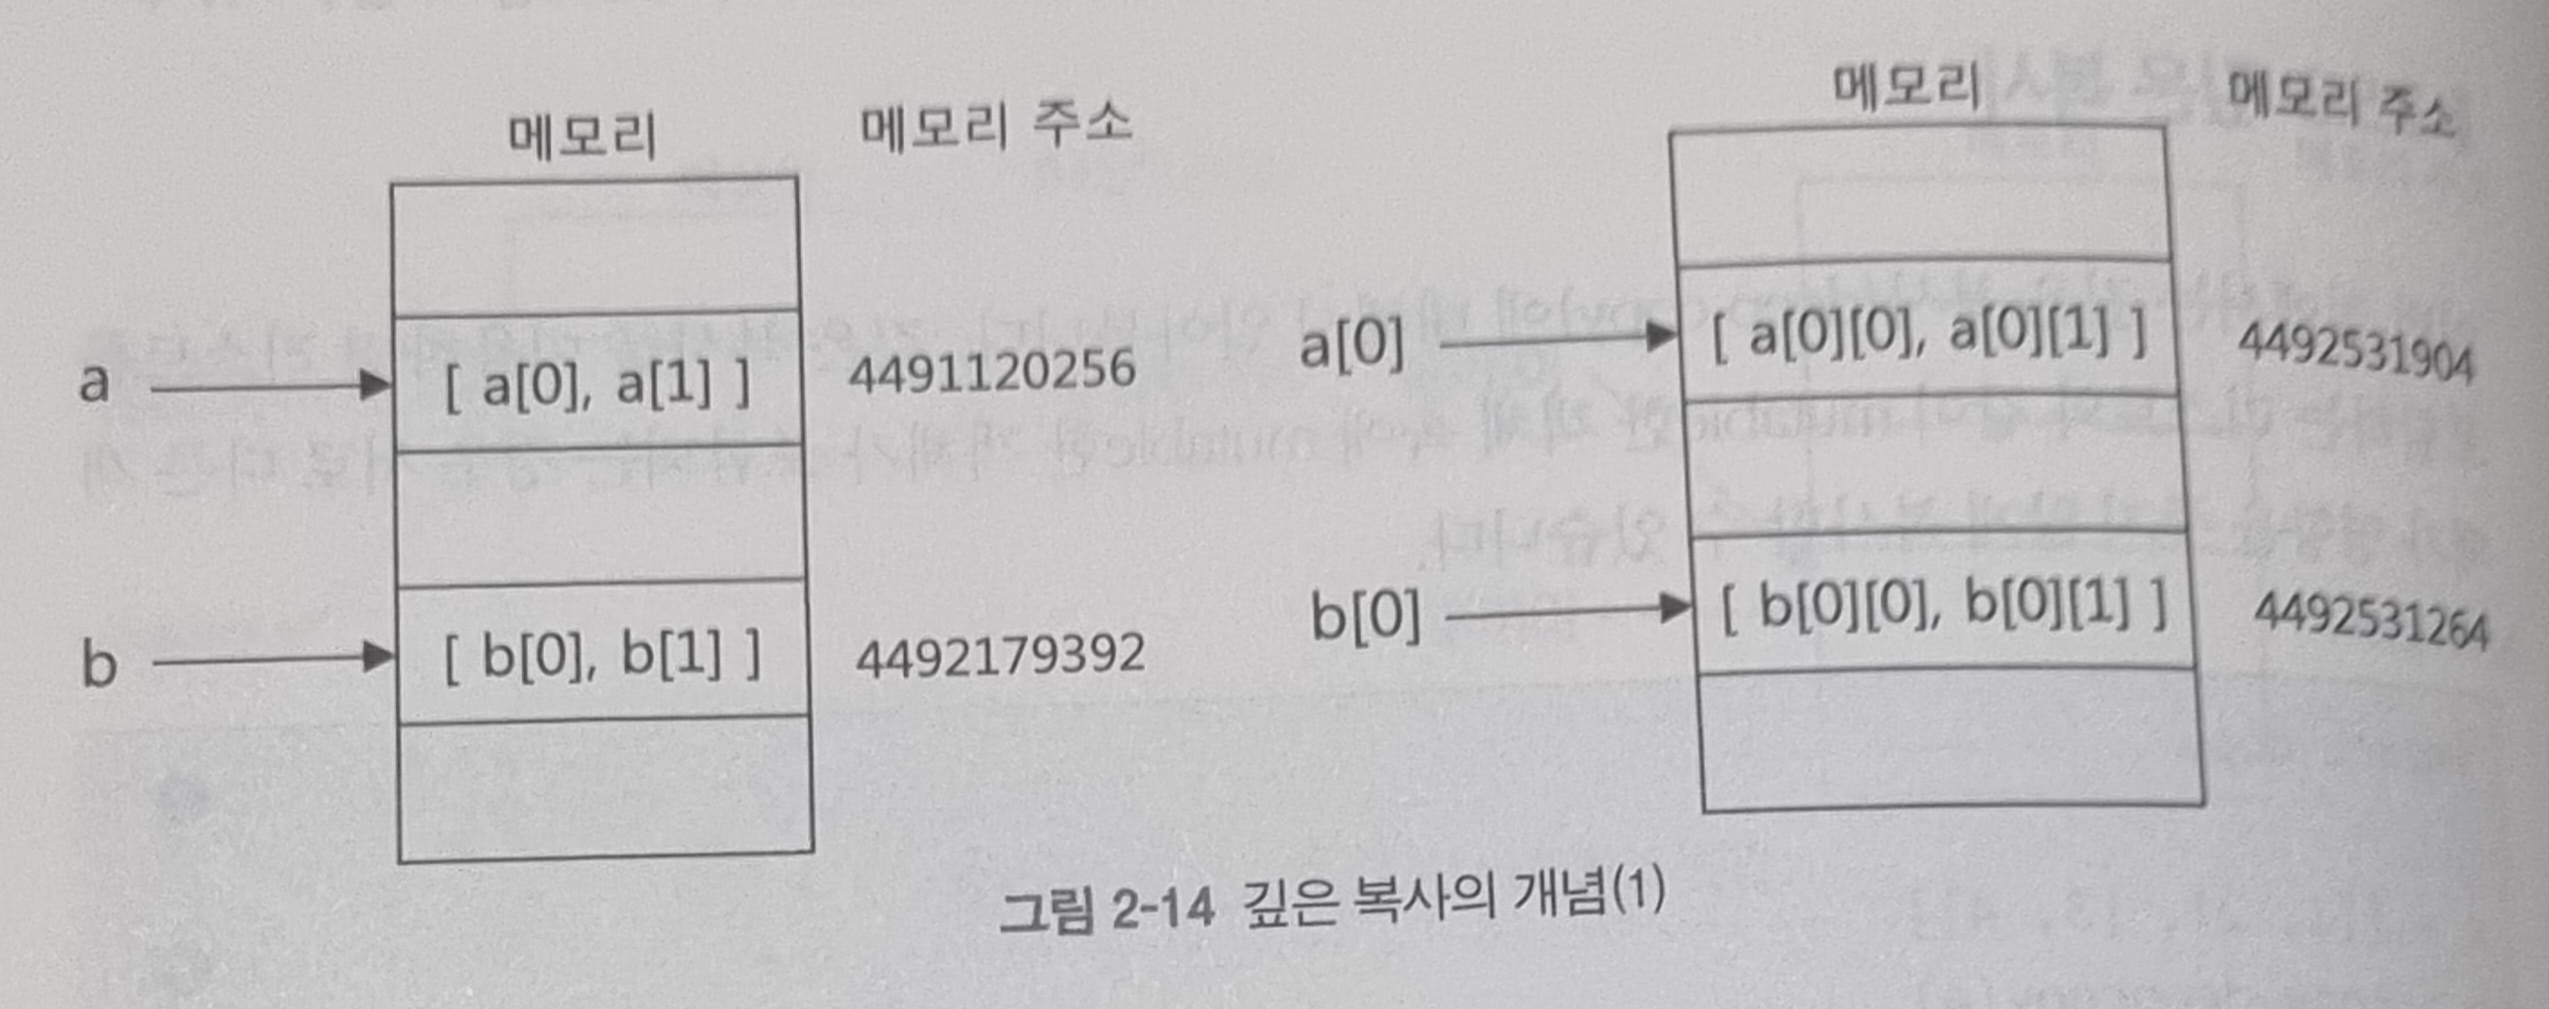 메모리 메모리 주소
a [ a[0], a[1] ] 4491120256
b [ b[0], b[1] ] 4492179392
메모리 메모리 주소
a[0] [ a[0][0], a[0][1] ] 4492531904
b[0] [ b[0][0], b[0][1] ] 4492531264
그림 2-14 깊은 복사의 개념(1)